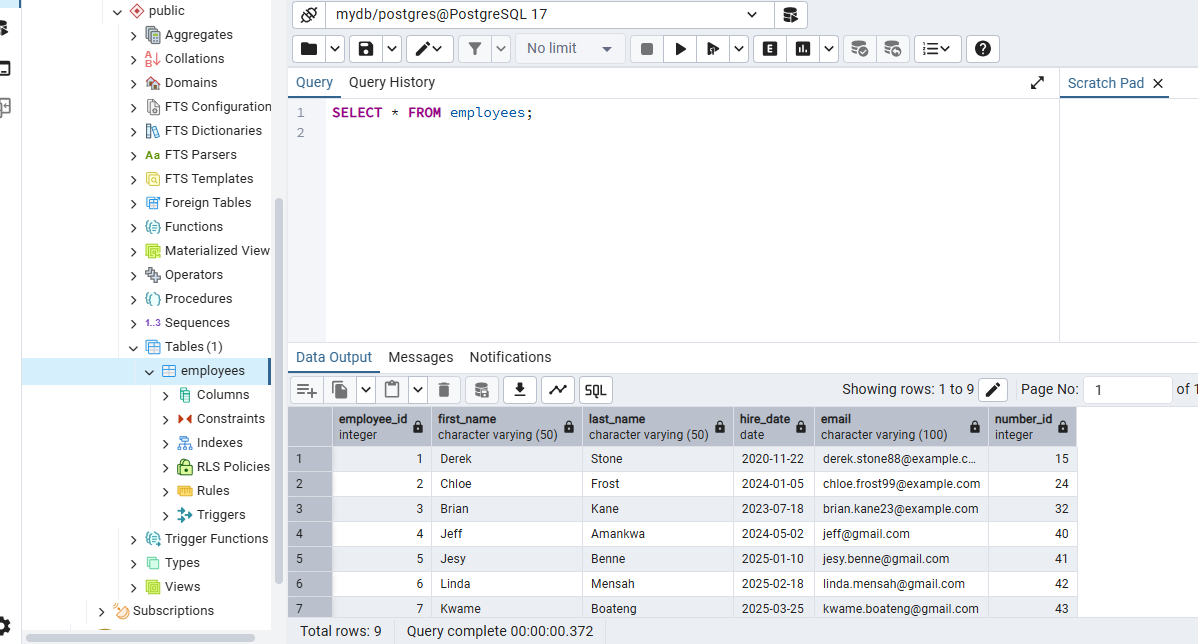 public
Aggregates
Collations
Domains
FTS Configuration
FTS Dictionaries
Aa FTS Parsers
FTS Templates
Foreign Tables
Functions
Materialized View
Operators
Procedures
1..3 Sequences
Tables (1)
employees
Columns
Constraints
Indexes
RLS Policies
Rules
Triggers
Trigger Functions
Types
Views
Subscriptions
mydb/postgres@PostgreSQL 17
No limit
E
Query Query History
Scratch Pad
1 SELECT * FROM employees;
2
Data Output Messages Notifications
SQL
Showing rows: 1 to 9 Page No: 1 of 1
employee_id first_name last_name hire_date email number_id
integer character varying (50) character varying (50) date character varying (100) integer
1 1 Derek Stone 2020-11-22 derek.stone88@example.c... 15
2 2 Chloe Frost 2024-01-05 chloe.frost99@example.com 24
3 3 Brian Kane 2023-07-18 brian.kane23@example.com 32
4 4 Jeff Amankwa 2024-05-02 jeff@gmail.com 40
5 5 Jesy Benne 2025-01-10 jesy.benne@gmail.com 41
6 6 Linda Mensah 2025-02-18 linda.mensah@gmail.com 42
7 7 Kwame Boateng 2025-03-25 kwame.boateng@gmail.com 43
Total rows: 9 Query complete 00:00:00.372